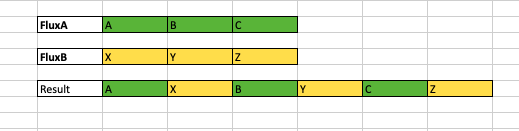 FluxA A B C
FluxB X Y Z
Result A X B Y C Z